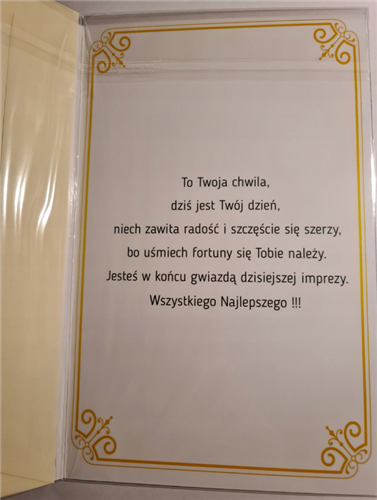 To Twoja chwila,
dziś jest Twój dzień,
niech zawita radość i szczęście się szerzy,
bo uśmiech fortuny się Tobie należy.
Jesteś w końcu gwiazdą dzisiejszej imprezy.
Wszystkiego Najlepszego !!!